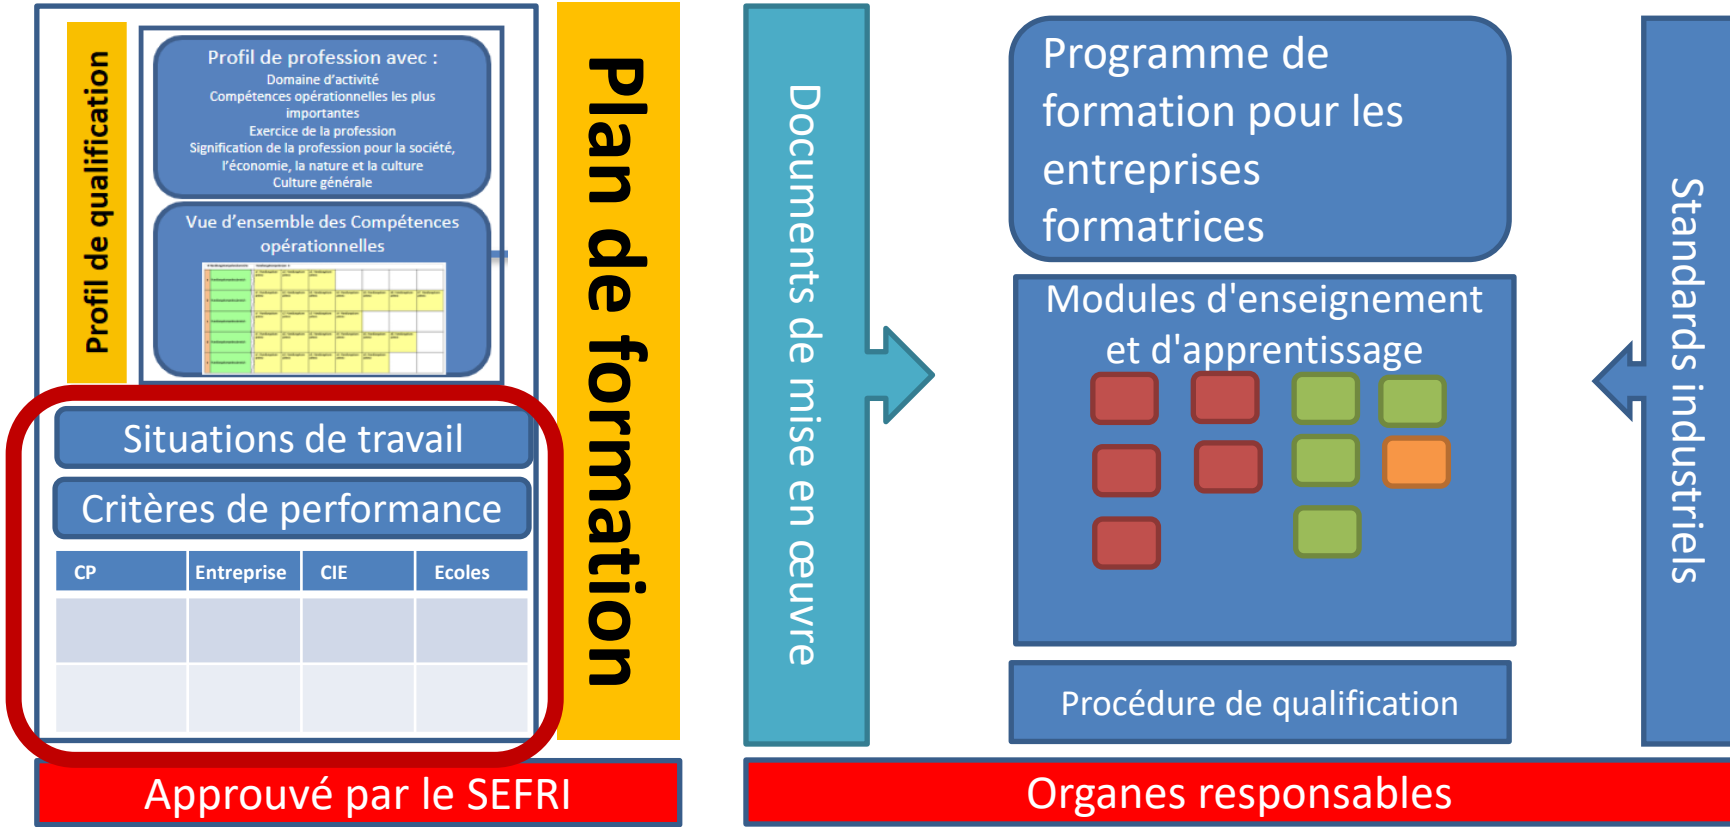 Profil de qualification
Profil de profession avec :
Domaine d'activité
Compétences opérationnelles les plus
importantes
Exercice de la profession
Signification de la profession pour la société,
l'économie, la nature et la culture
Culture générale
Vue d'ensemble des Compétences
opérationnelles
Situations de travail
Critères de performance
CP Entreprise CIE Ecoles
Plan de formation
Approuvé par le SEFRI
Documents de mise en œuvre
Programme de
formation pour les
entreprises
formatrices
Modules d'enseignement
et d'apprentissage
Procédure de qualification
Standards industriels
Organes responsables